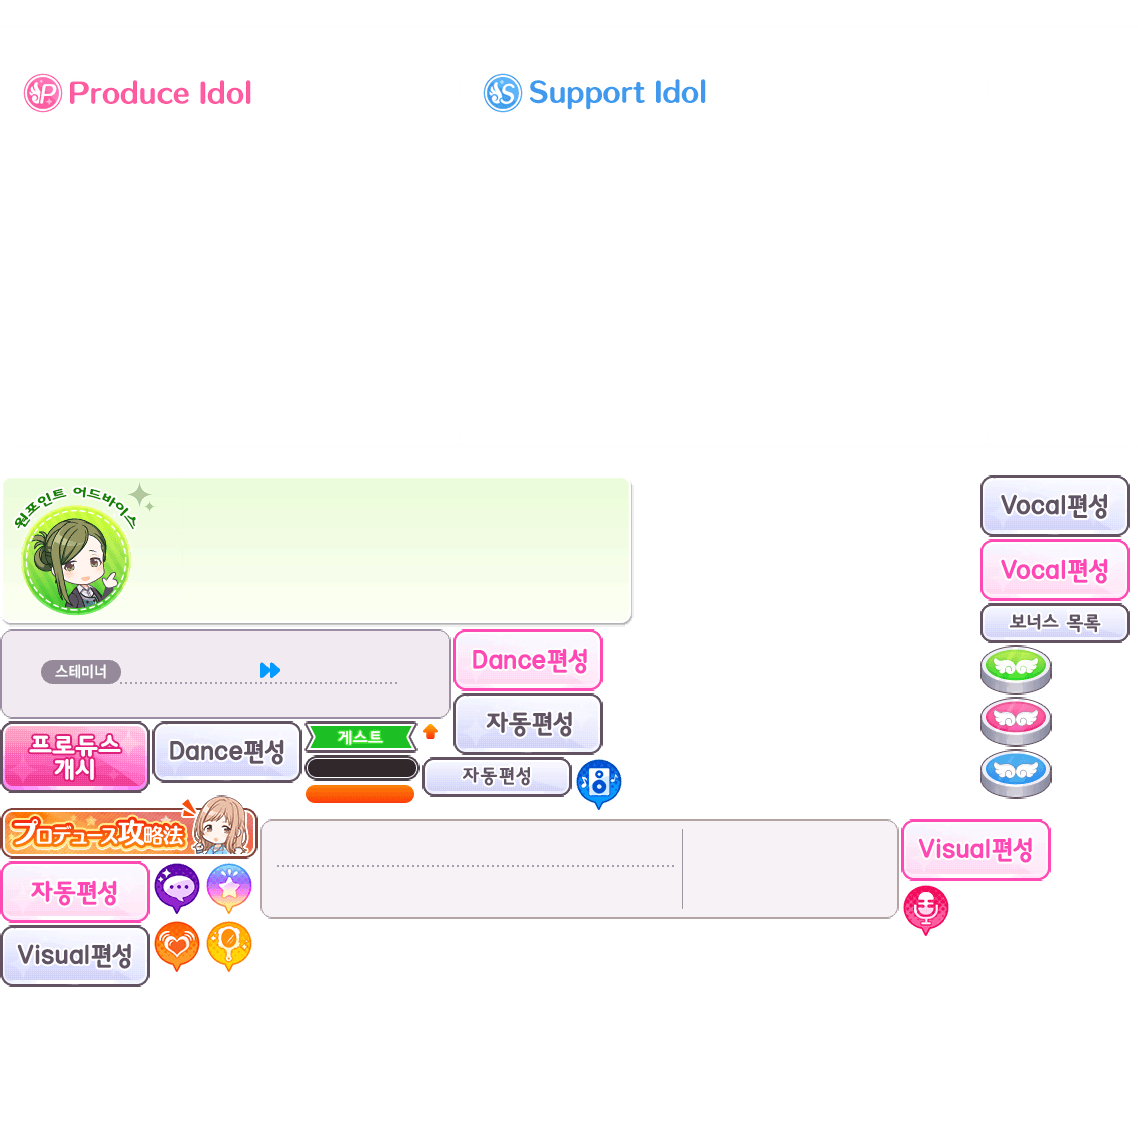 Produce Idol
Support Idol
원포인트 어드바이스
Vocal편성
Vocal편성
보너스 목록
스테미너
Dance편성
자동편성
프로듀스
개시
Dance편성
게스트
자동편성
プロデュース攻略法
Visual편성
자동편성
Visual편성